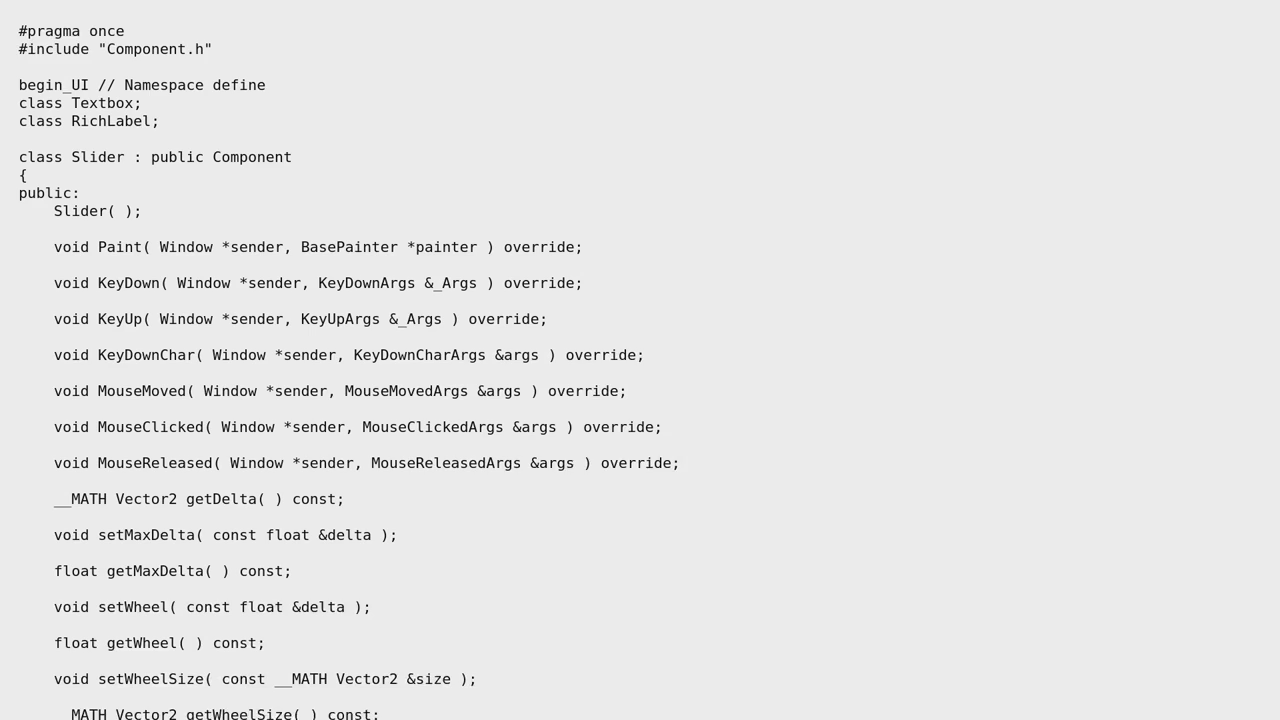 #pragma once
#include "Component.h"

begin_UI // Namespace define
class Textbox;
class RichLabel;

class Slider : public Component
{
public:
    Slider( );

    void Paint( Window *sender, BasePainter *painter ) override;

    void KeyDown( Window *sender, KeyDownArgs &_Args ) override;

    void KeyUp( Window *sender, KeyUpArgs &_Args ) override;

    void KeyDownChar( Window *sender, KeyDownCharArgs &args ) override;

    void MouseMoved( Window *sender, MouseMovedArgs &args ) override;

    void MouseClicked( Window *sender, MouseClickedArgs &args ) override;

    void MouseReleased( Window *sender, MouseReleasedArgs &args ) override;

    __MATH Vector2 getDelta( ) const;

    void setMaxDelta( const float &delta );

    float getMaxDelta( ) const;

    void setWheel( const float &delta );

    float getWheel( ) const;

    void setWheelSize( const __MATH Vector2 &size );

    MATH Vector2 getWheelSize( ) const;